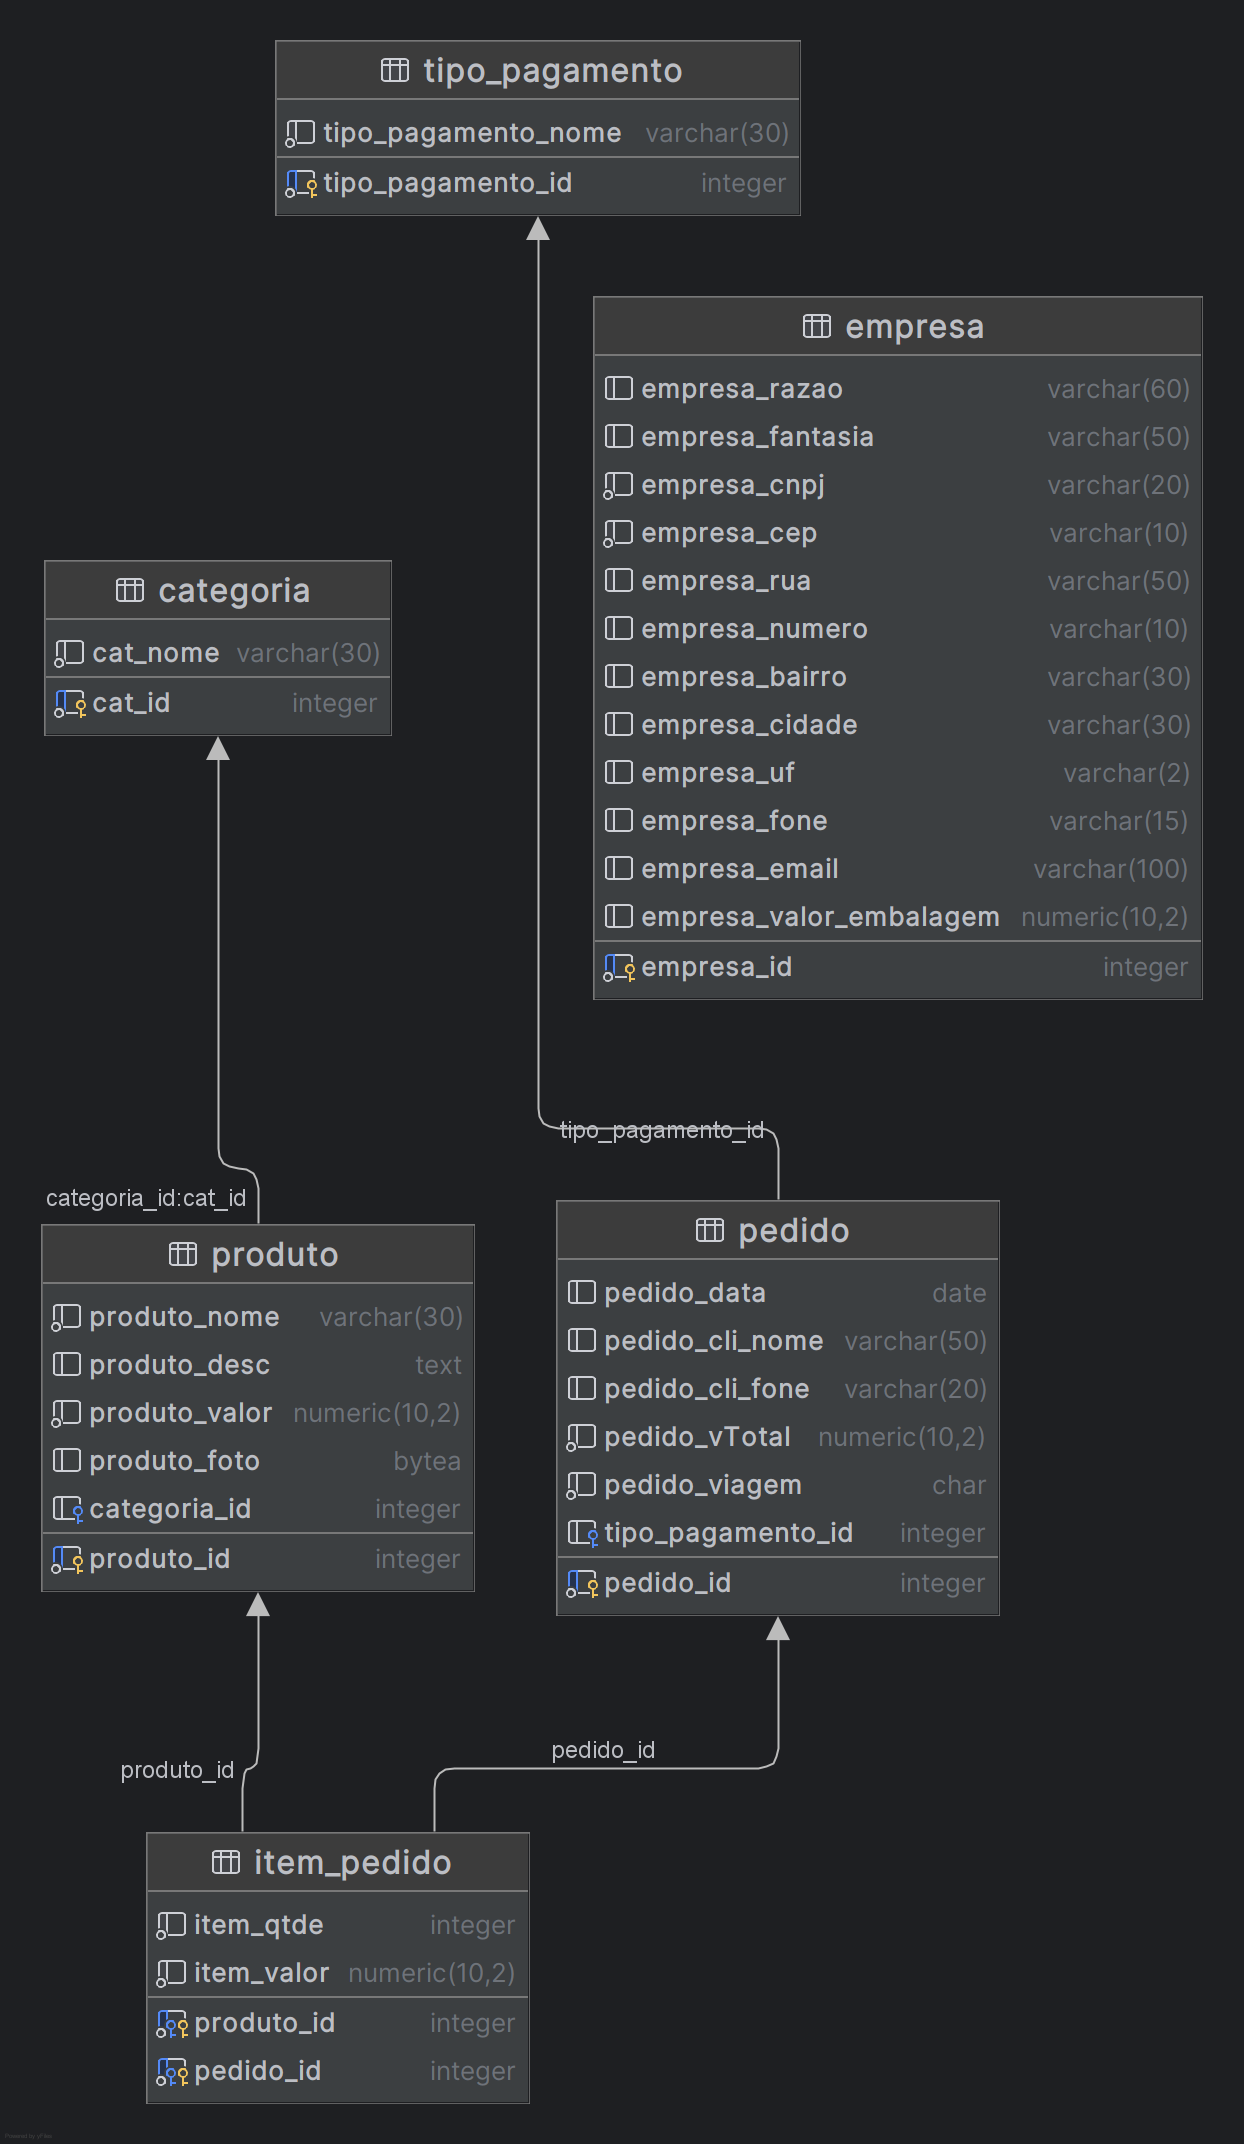 tipo_pagamento
tipo_pagamento_nome varchar(30)
tipo_pagamento_id integer
empresa
empresa_razao varchar(60)
empresa_fantasia varchar(50)
empresa_cnpj varchar(20)
empresa_cep varchar(10)
empresa_rua varchar(50)
empresa_numero varchar(10)
empresa_bairro varchar(30)
empresa_cidade varchar(30)
empresa_uf varchar(2)
empresa_fone varchar(15)
empresa_email varchar(100)
empresa_valor_embalagem numeric(10,2)
empresa_id integer
categoria
cat_nome varchar(30)
cat_id integer
tipo_pagamento_id
categoria_id:cat_id
produto
produto_nome varchar(30)
produto_desc text
produto_valor numeric(10,2)
produto_foto bytea
categoria_id integer
produto_id integer
pedido
pedido_data date
pedido_cli_nome varchar(50)
pedido_cli_fone varchar(20)
pedido_vTotal numeric(10,2)
pedido_viagem char
tipo_pagamento_id integer
pedido_id integer
produto_id
pedido_id
item_pedido
item_qtde integer
item_valor numeric(10,2)
produto_id integer
pedido_id integer
Powered by yFiles